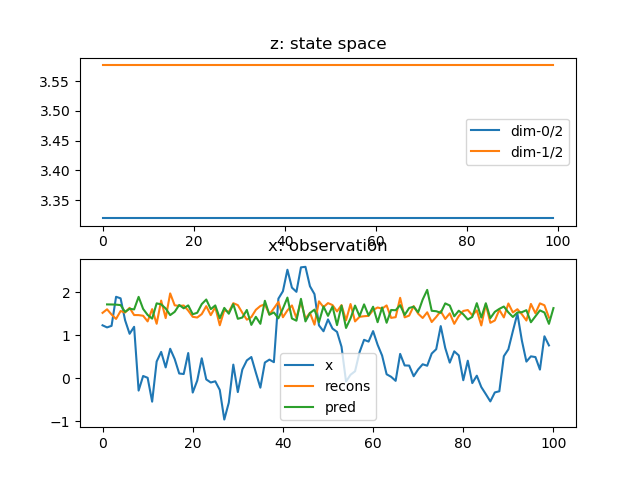 z: state space
3.55
3.50
3.45
3.40
3.35
dim-0/2
dim-1/2
0 20 40 60 80 100
x: observation
2
1
0
−1
x
recons
pred
0 20 40 60 80 100